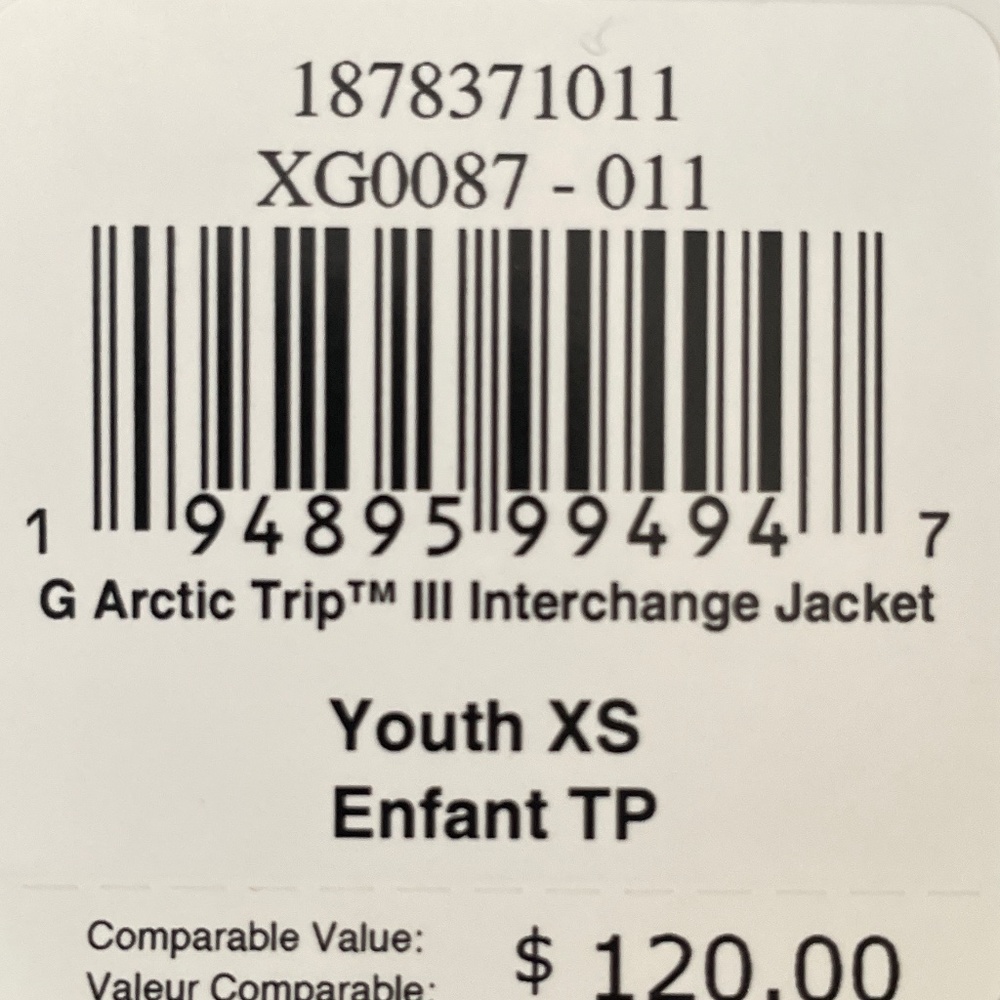 1878371011
XG0087 - 011
1 94895 99494 7
G Arctic Trip™ III Interchange Jacket
Youth XS
Enfant TP
Comparable Value: $ 120.00
Valeur Comparable: